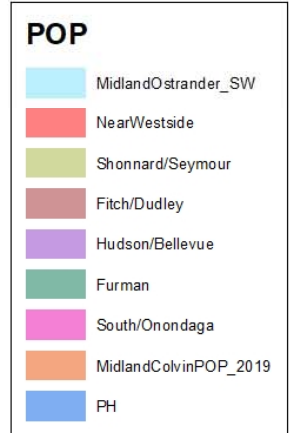 POP
MidlandOstrander_SW
NearWestside
Shonnard/Seymour
Fitch/Dudley
Hudson/Bellevue
Furman
South/Onondaga
MidlandColvinPOP_2019
PH